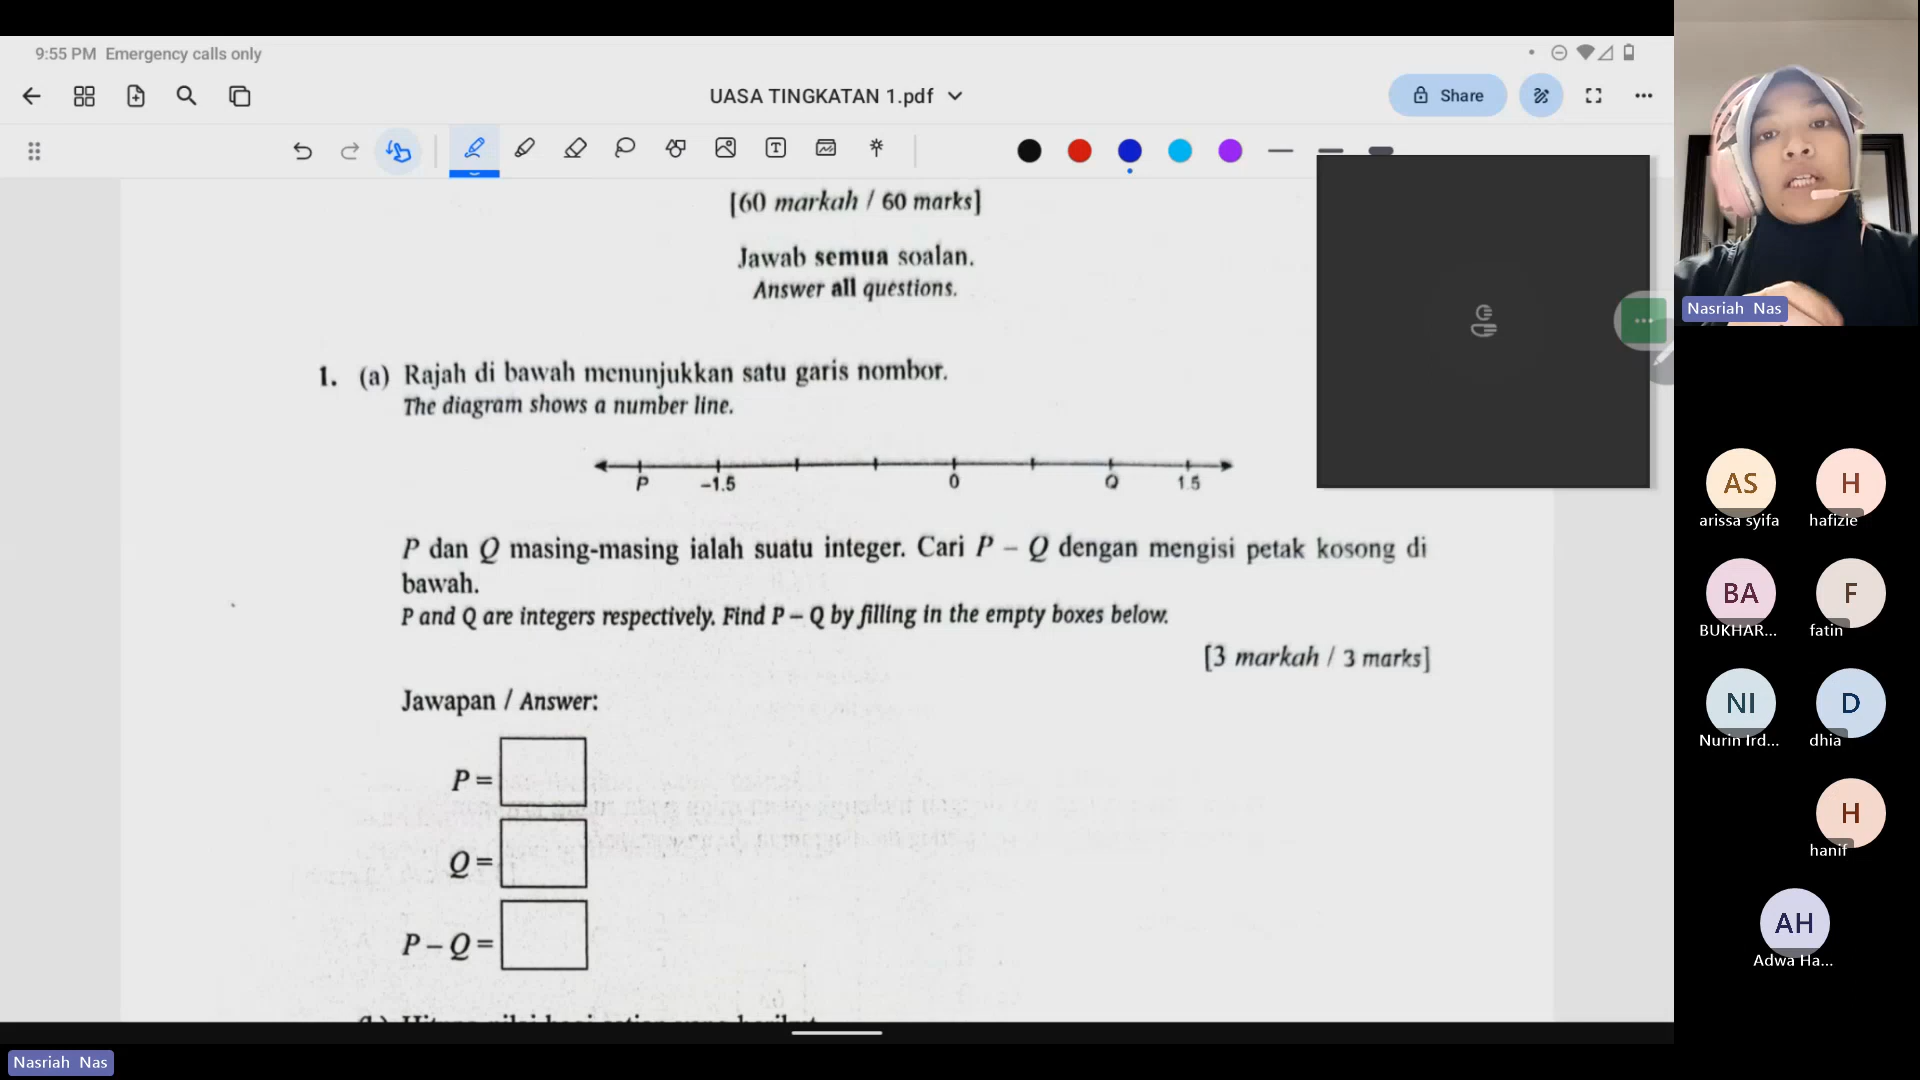 9:55 PM Emergency calls only
UASA TINGKATAN 1.pdf
Share
[60 markah / 60 marks]
Jawab semua soalan.
Answer all questions.
1. (a) Rajah di bawah menunjukkan satu garis nombor.
The diagram shows a number line.
P -1.5 0 Q 1.5
P dan Q masing-masing ialah suatu integer. Cari P – Q dengan mengisi petak kosong di
bawah.
P and Q are integers respectively. Find P – Q by filling in the empty boxes below.
[3 markah / 3 marks]
Jawapan / Answer:
P =
Q =
P – Q =
Nasriah Nas
AS
arissa syifa
H
hafizie
BA
BUKHAR...
F
fatin
NI
Nurin Ird...
D
dhia
H
hanif
AH
Adwa Ha...
Nasriah Nas